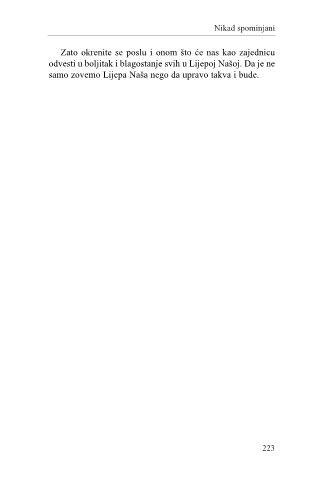 Nikad spominjani
Zato okrenite se poslu i onom što će nas kao zajednicu
odvesti u boljitak i blagostanje svih u Lijepoj Našoj. Da je ne
samo zovemo Lijepa Naša nego da upravo takva i bude.
223